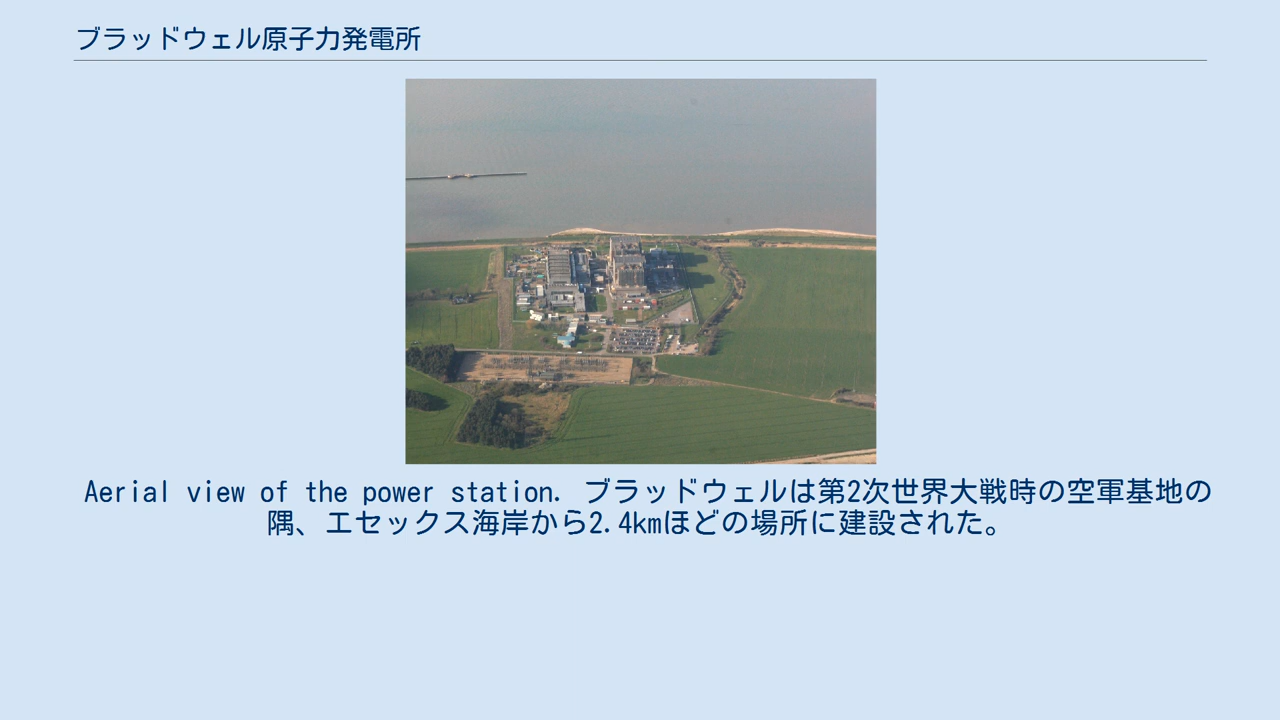 ブラッドウェル原子力発電所
Aerial view of the power station. ブラッドウェルは第2次世界大戦時の空軍基地の
隅、エセックス海岸から2.4kmほどの場所に建設された。